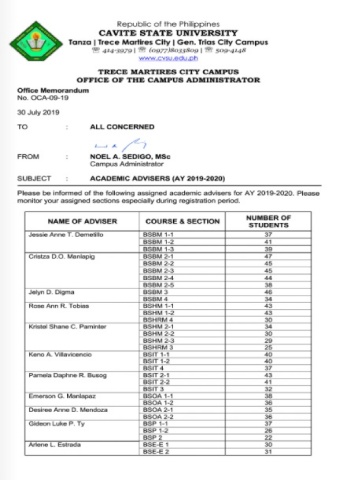 Republic of the Philippines
CAVITE STATE UNIVERSITY
Tanza | Trece Martires City | Gen. Trias City Campus
☏ 414-3979 | ☏ (0977)8033809 | ☏ 509-4148
www.cvsu.edu.ph
TRECE MARTIRES CITY CAMPUS
OFFICE OF THE CAMPUS ADMINISTRATOR
Office Memorandum
No. OCA-09-19
30 July 2019
TO : ALL CONCERNED
FROM : NOEL A. SEDIGO, MSc
Campus Administrator
SUBJECT : ACADEMIC ADVISERS (AY 2019-2020)
Please be informed of the following assigned academic advisers for AY 2019-2020. Please
monitor your assigned sections especially during registration period.
NAME OF ADVISER COURSE & SECTION NUMBER OF STUDENTS
Jessie Anne T. Demetillo BSBM 1-1 37
BSBM 1-2 41
BSBM 1-3 39
Cristza D.O. Manlapig BSBM 2-1 47
BSBM 2-2 45
BSBM 2-3 45
BSBM 2-4 44
BSBM 2-5 38
Jelyn D. Digma BSBM 3 46
BSBM 4 34
Rose Ann R. Tobias BSHM 1-1 43
BSHM 1-2 43
BSHRM 4 30
Kristel Shane C. Paminter BSHM 2-1 34
BSHM 2-2 30
BSHM 2-3 29
BSHRM 3 25
Keno A. Villavicencio BSIT 1-1 40
BSIT 1-2 40
BSIT 4 37
Pamela Daphne R. Busog BSIT 2-1 43
BSIT 2-2 41
BSIT 3 32
Emerson G. Manlapaz BSOA 1-1 38
BSOA 1-2 36
Desiree Anne D. Mendoza BSOA 2-1 35
BSOA 2-2 36
Gideon Luke P. Ty BSP 1-1 37
BSP 1-2 26
BSP 2 22
Arlene L. Estrada BSE-E 1 30
BSE-E 2 31